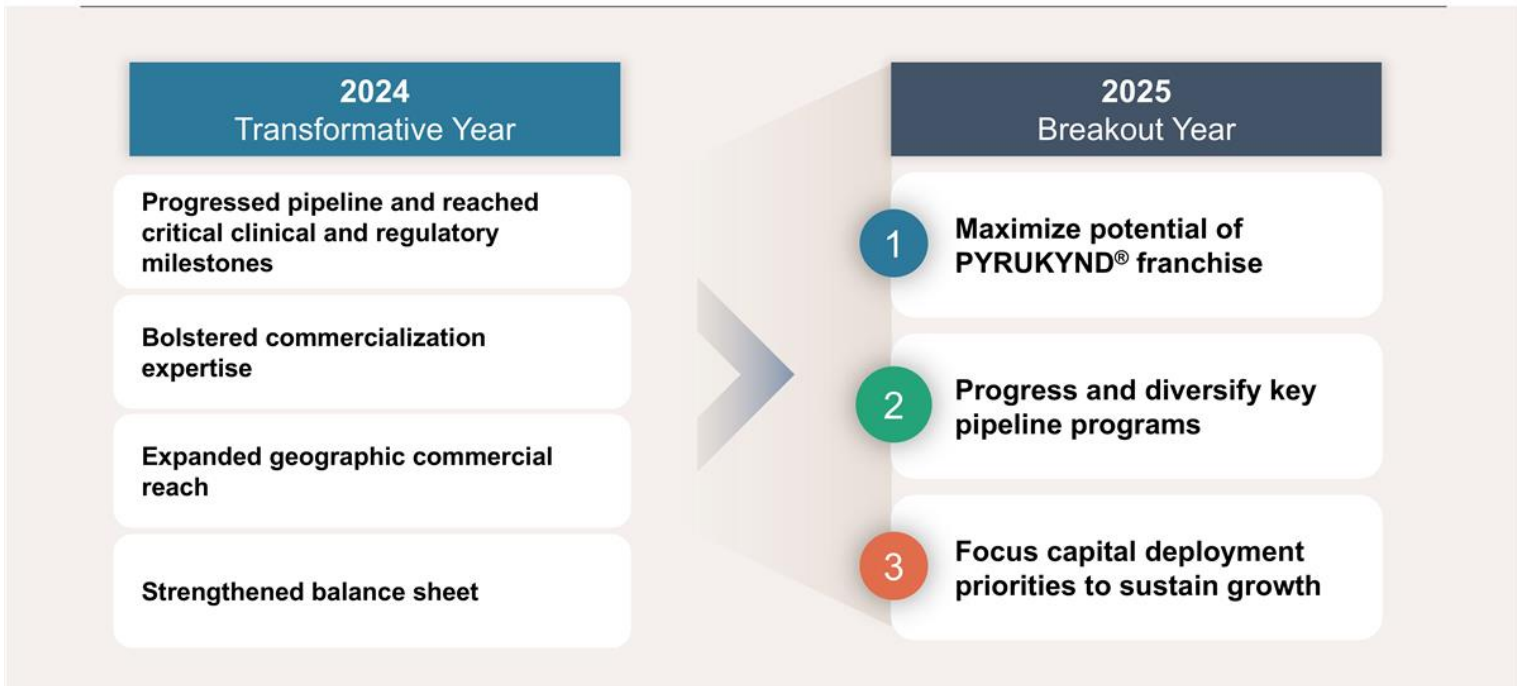 2024
Transformative Year
Progressed pipeline and reached
critical clinical and regulatory
milestones
Bolstered commercialization
expertise
Expanded geographic commercial
reach
Strengthened balance sheet
2025
Breakout Year
1
Maximize potential of
PYRUKYND® franchise
2
Progress and diversify key
pipeline programs
3
Focus capital deployment
priorities to sustain growth